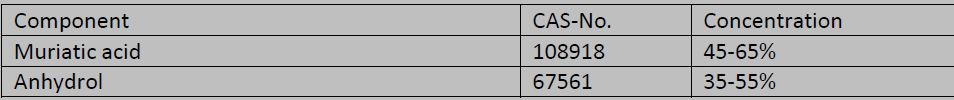 Component CAS-No. Concentration
Muriatic acid 108918 45-65%
Anhydrol 67561 35-55%